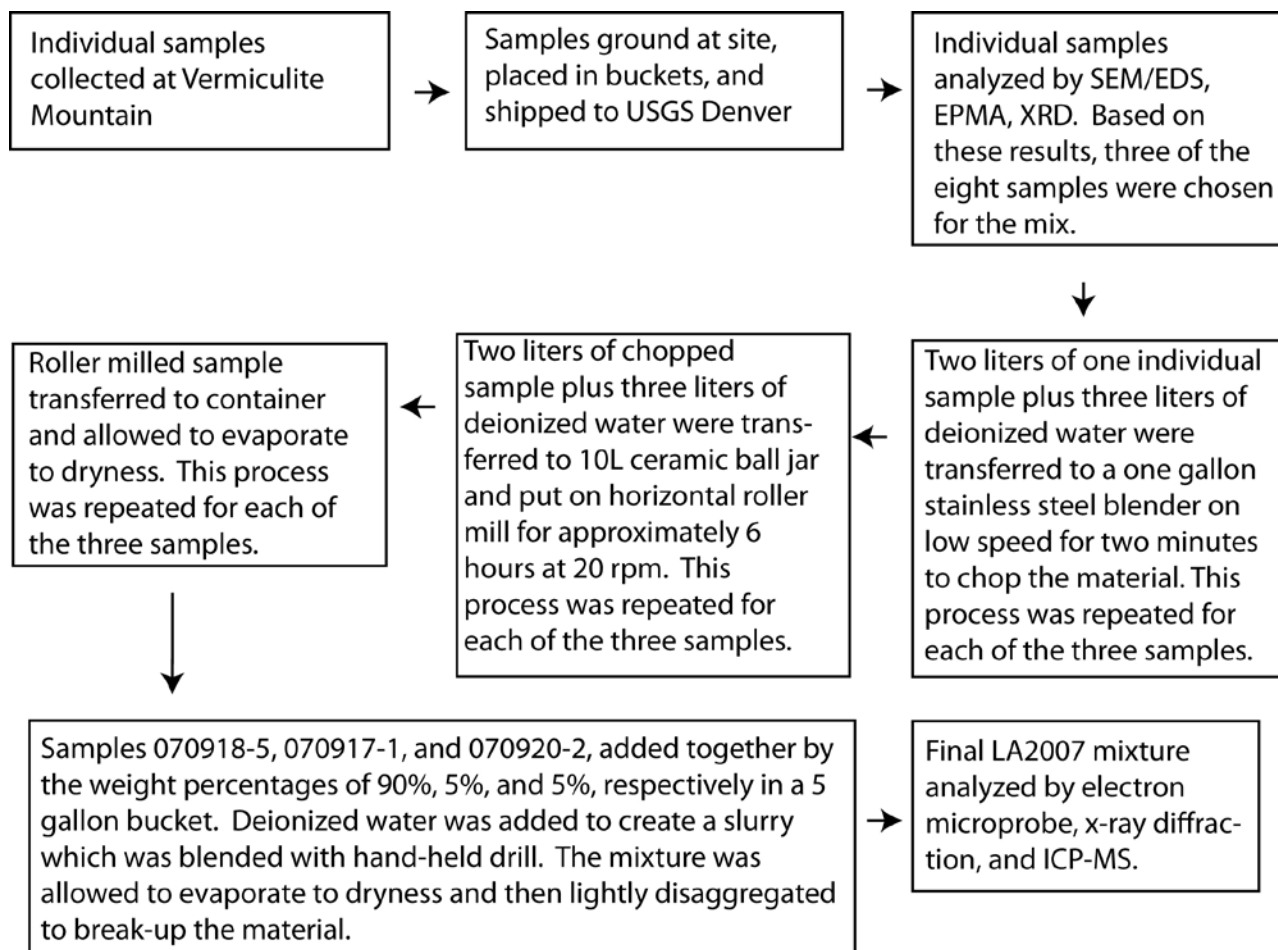 Individual samples
collected at Vermiculite
Mountain
Samples ground at site,
placed in buckets, and
shipped to USGS Denver
Individual samples
analyzed by SEM/EDS,
EPMA, XRD.  Based on
these results, three of the
eight samples were chosen
for the mix.
Two liters of one individual
sample plus three liters of
deionized water were
transferred to a one gallon
stainless steel blender on
low speed for two minutes
to chop the material. This
process was repeated for
each of the three samples.
Two liters of chopped
sample plus three liters of
deionized water were trans-
ferred to 10L ceramic ball jar
and put on horizontal roller
mill for approximately 6
hours at 20 rpm.  This
process was repeated for
each of the three samples.
Roller milled sample
transferred to container
and allowed to evaporate
to dryness.  This process
was repeated for each of
the three samples.
Samples 070918-5, 070917-1, and 070920-2, added together by
the weight percentages of 90%, 5%, and 5%, respectively in a 5
gallon bucket.  Deionized water was added to create a slurry
which was blended with hand-held drill.  The mixture was
allowed to evaporate to dryness and then lightly disaggregated
to break-up the material.
Final LA2007 mixture
analyzed by electron
microprobe, x-ray diffrac-
tion, and ICP-MS.